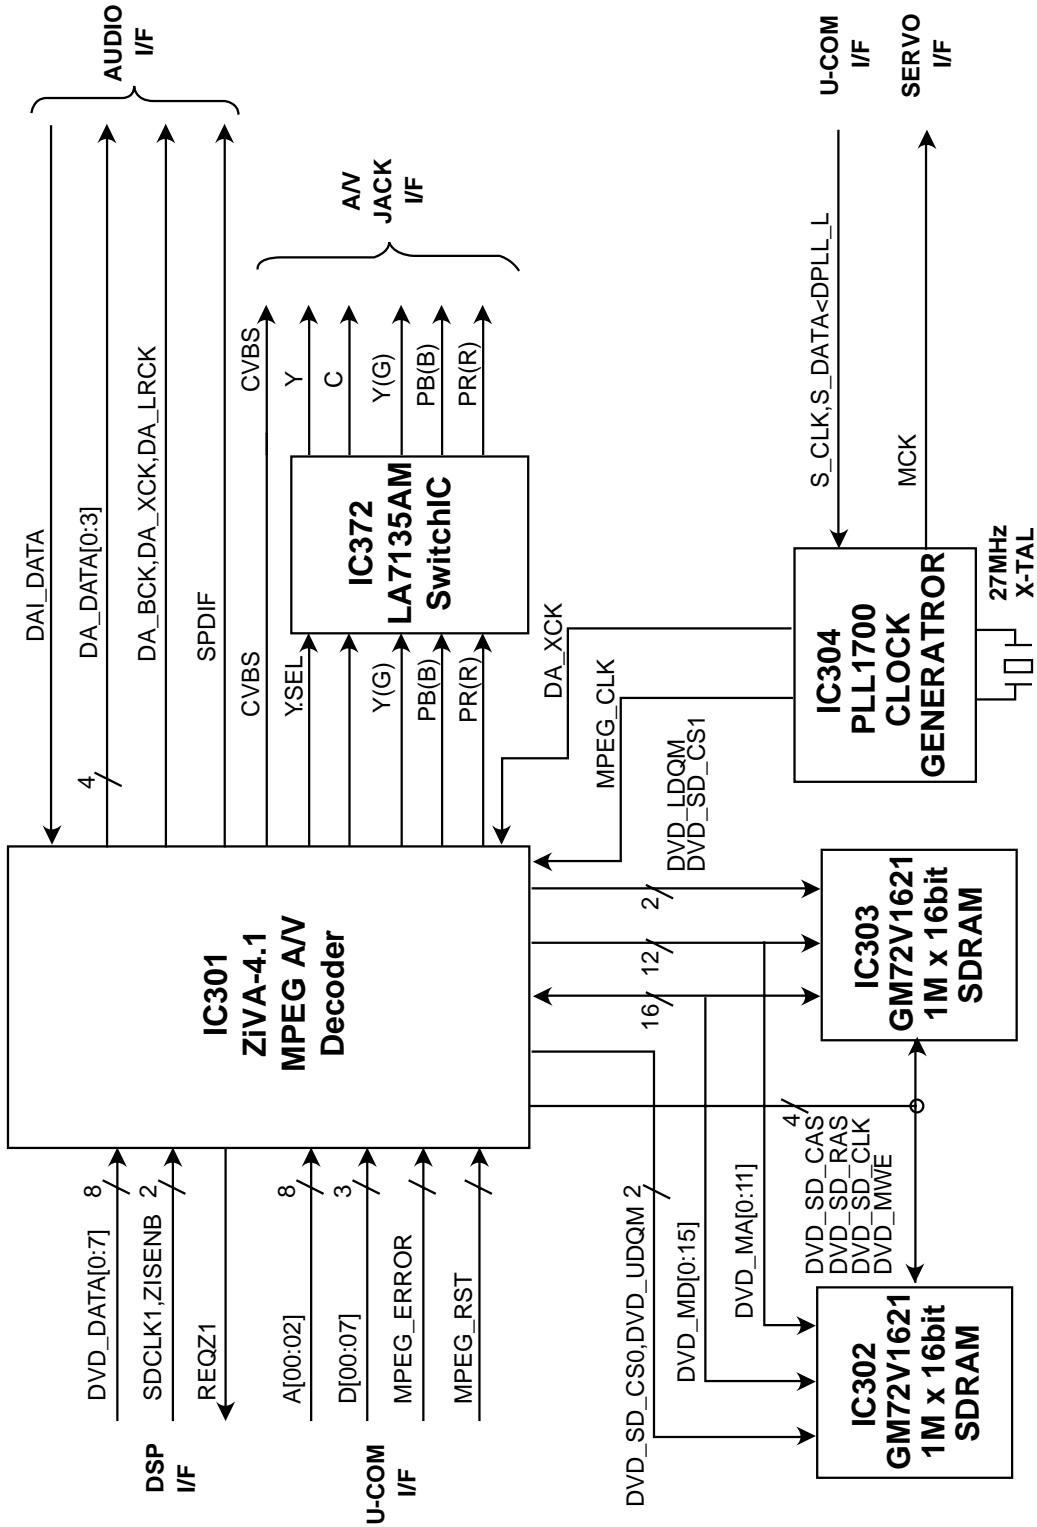 AUDIO
I/F
DAI_DATA
DA_DATA[0:3]
4
DA_BCK,DA_XCK,DA_LRCK
SPDIF
CVBS
CVBS
Y.SEL
Y
C
Y(G)
Y(G)
PB(B)
PB(B)
PR(R)
PR(R)
A/V
JACK
I/F
IC372
LA7135AM
SwitchIC
DSP
I/F
DVD_DATA[0:7]
8
SDCLK1,ZISENB
2
REQZ1
U-COM
I/F
A[00:02]
8
D[00:07]
3
MPEG_ERROR
MPEG_RST
IC301
ZiVA-4.1
MPEG A/V
Decoder
DA_XCK
MPEG_CLK
DVD_LDQM
DVD_SD_CS1
2
12
16
DVD_SD_CS0,DVD_UDQM
2
DVD_MD[0:15]
DVD_MA[0:11]
4
DVD_SD_CAS
DVD_SD_RAS
DVD_SD_CLK
DVD_MWE
IC302
GM72V1621
1M x 16bit
SDRAM
IC303
GM72V1621
1M x 16bit
SDRAM
IC304
PLL1700
CLOCK
GENERATROR
27MHz
X-TAL
S_CLK,S_DATA<DPLL_L
MCK
U-COM
I/F
SERVO
I/F